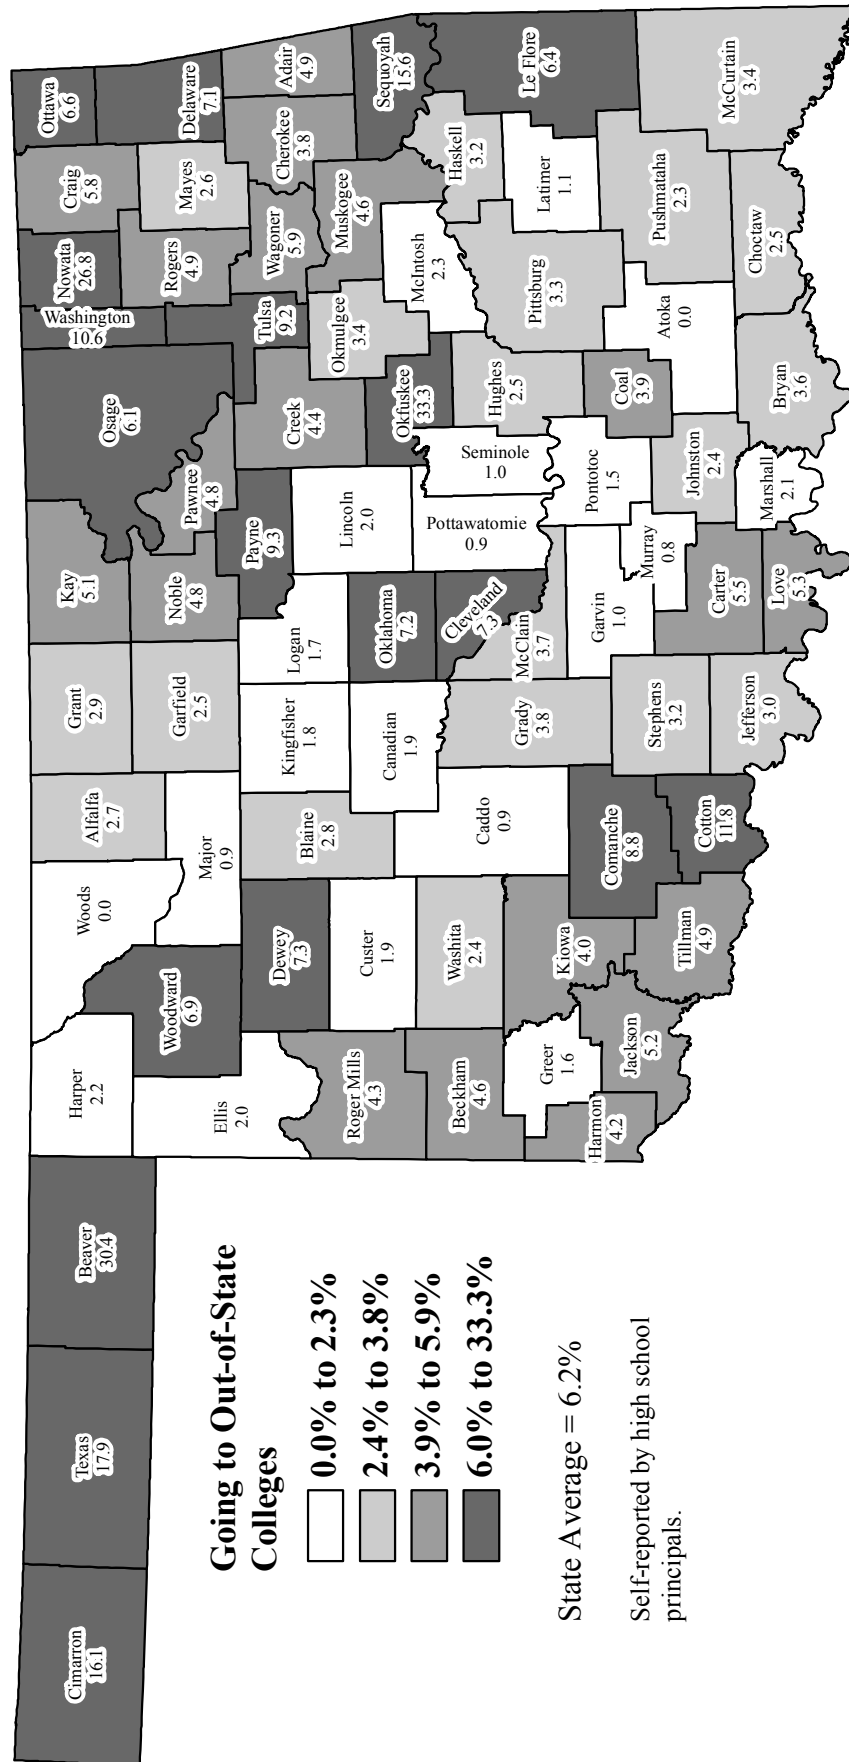 Cimarron
16.1
Texas
17.9
Beaver
30.4
Harper
2.2
Woods
0.0
Alfalfa
2.7
Grant
2.9
Kay
5.1
Osage
6.1
Washington
10.6
Nowata
26.8
Craig
5.8
Ottawa
6.6
Delaware
7.1
Ellis
2.0
Woodward
6.9
Major
0.9
Garfield
2.5
Noble
4.8
Pawnee
4.8
Rogers
4.9
Mayes
2.6
Roger Mills
4.3
Dewey
7.3
Custer
1.9
Blaine
2.8
Kingfisher
1.8
Logan
1.7
Payne
9.3
Creek
4.4
Tulsa
9.2
Wagoner
5.9
Cherokee
3.8
Adair
4.9
Beckham
4.6
Washita
2.4
Caddo
0.9
Canadian
1.9
Oklahoma
7.2
Lincoln
2.0
Okfuskee
33.3
Okmulgee
3.4
Muskogee
4.6
McIntosh
2.3
Sequoyah
15.6
Cleveland
7.3
Pottawatomie
0.9
Seminole
1.0
Hughes
2.5
Haskell
3.2
Harmon
4.2
Greer
1.6
Kiowa
4.0
Jackson
5.2
Grady
3.8
McClain
3.7
Garvin
1.0
Pontotoc
1.5
Coal
3.9
Pittsburg
3.3
Latimer
1.1
Le Flore
6.4
Tillman
4.9
Comanche
8.8
Cotton
11.8
Stephens
3.2
Jefferson
3.0
Murray
0.8
Carter
5.5
Love
5.3
Johnston
2.4
Marshall
2.1
Atoka
0.0
Bryan
3.6
Pushmataha
2.3
Choctaw
2.5
McCurtain
3.4
Going to Out-of-State
Colleges
0.0% to 2.3%
2.4% to 3.8%
3.9% to 5.9%
6.0% to 33.3%
State Average = 6.2%
Self-reported by high school
principals.